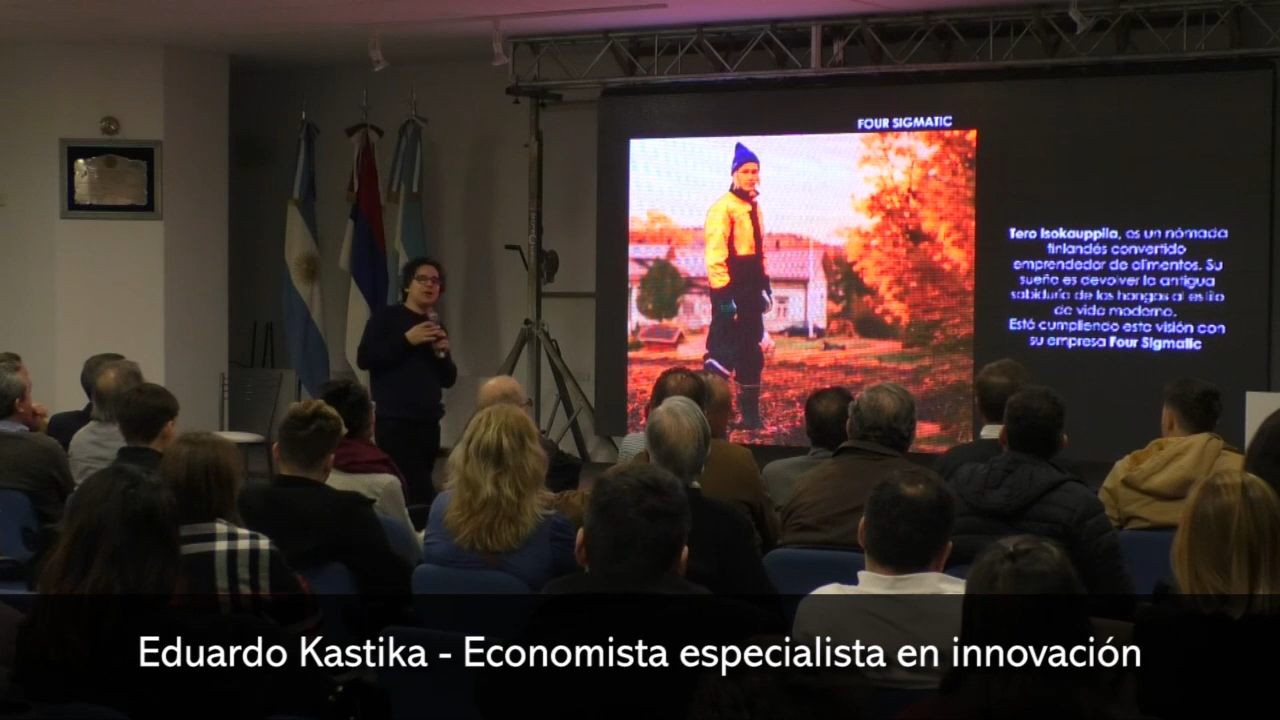 FOUR SIGMATIC
Tero Isokauppila, es un nómada
finlandés convertido
emprendedor de alimentos. Su
sueño es devolver la antigua
sabiduría de los hongos al estilo
de vida moderno.
Está cumpliendo esta visión con
su empresa Four Sigmatic
Eduardo Kastika - Economista especialista en innovación